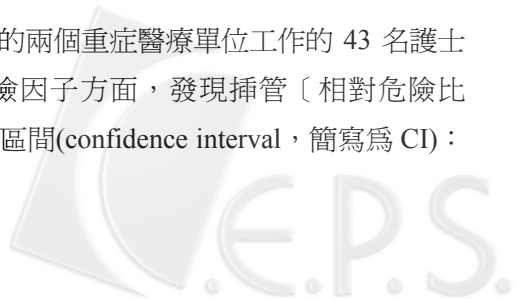 的兩個重症醫療單位工作的 43 名護士
險因子方面，發現插管〔相對危險比
區間(confidence interval，簡寫爲 CI)：
C.E.P.S.